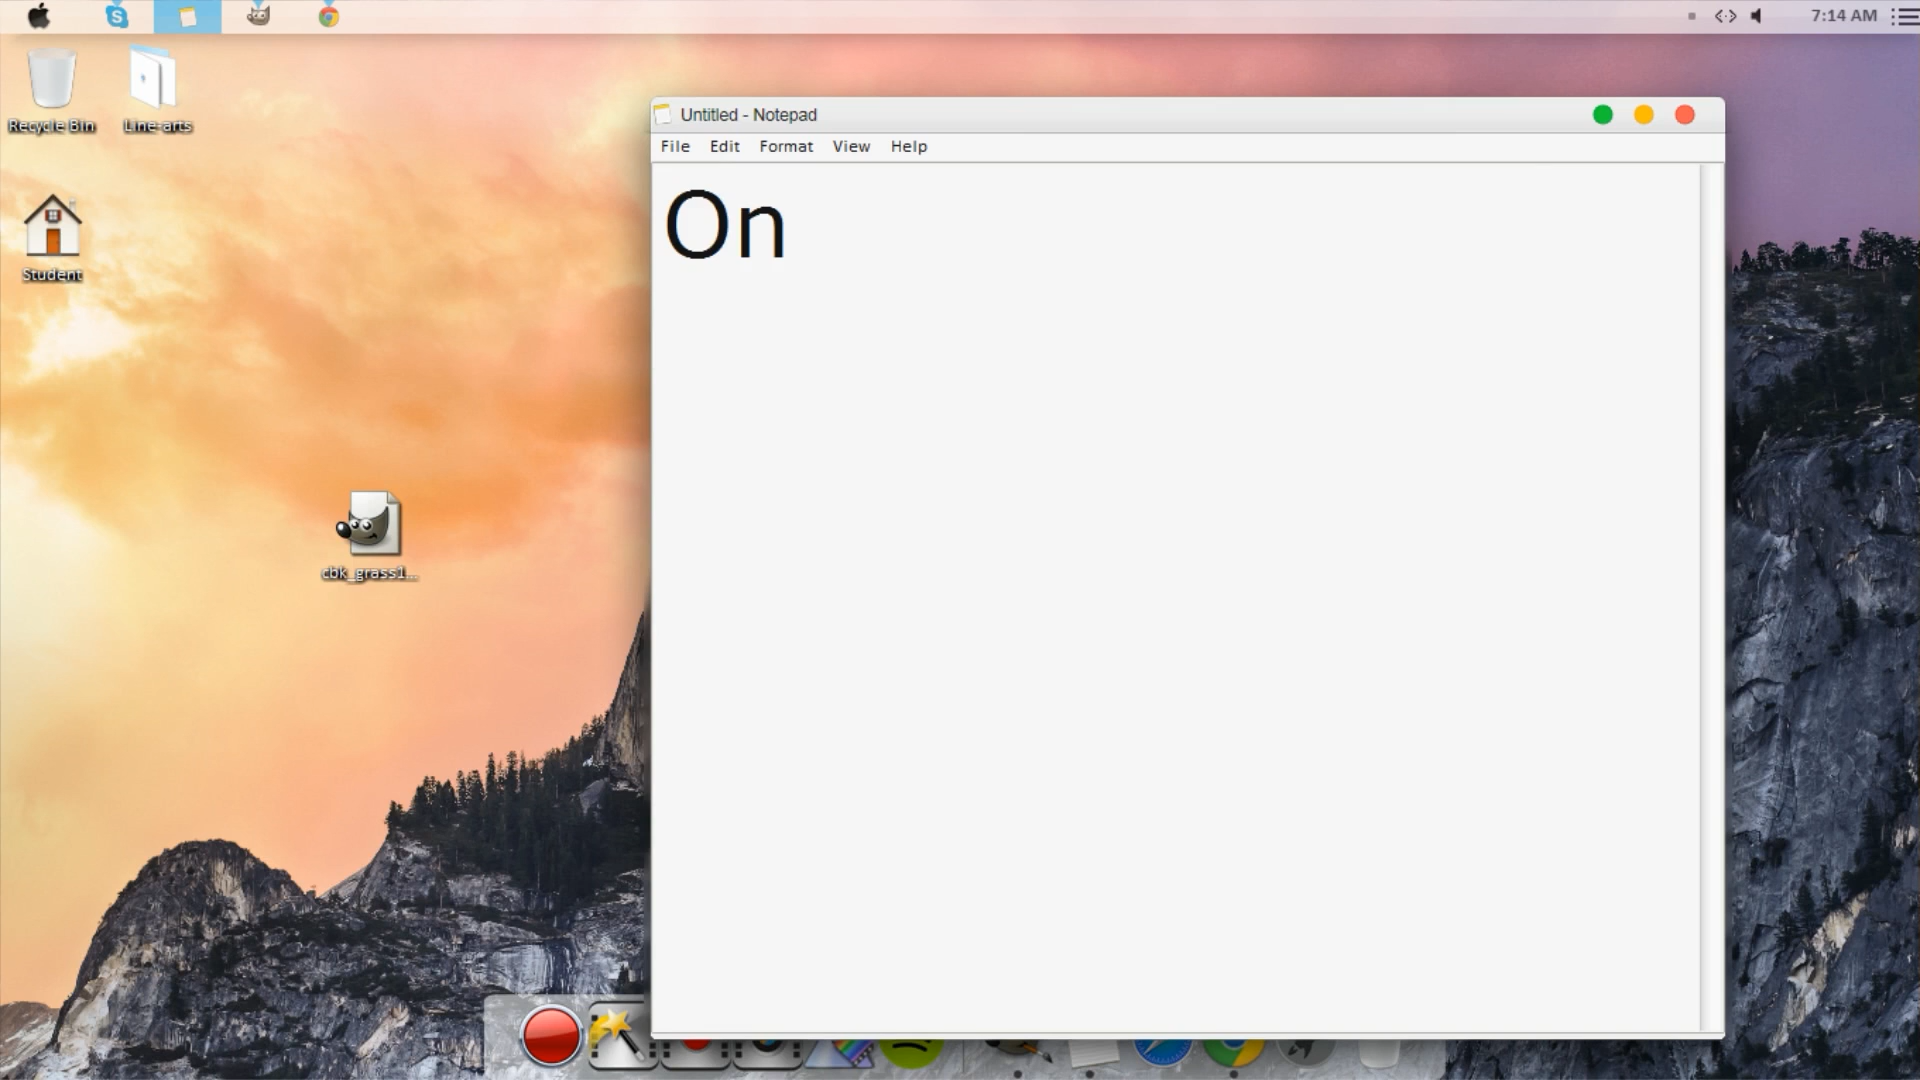 7:14 AM
Recycle Bin
Line-arts
Untitled - Notepad
File Edit Format View Help
On
Student
cbk_grass1...